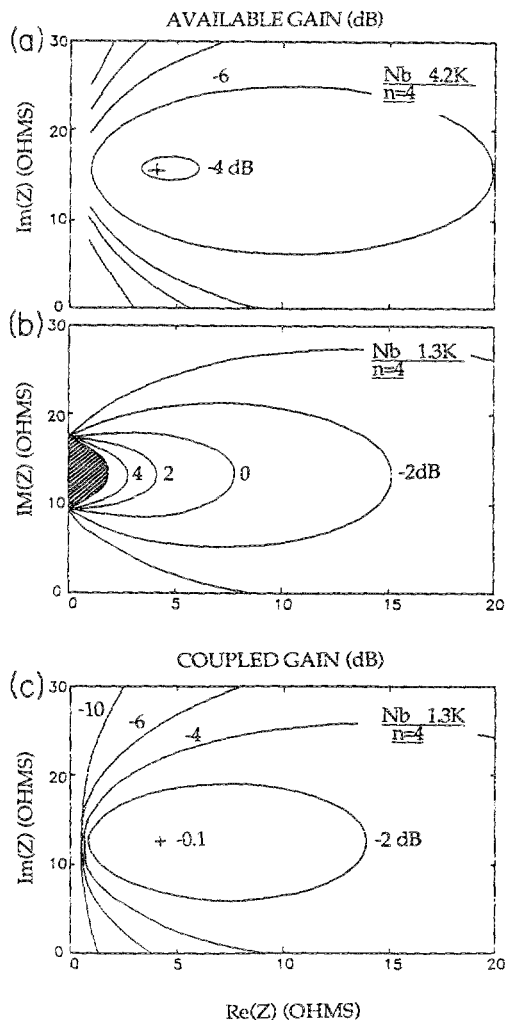 AVAILABLE GAIN (dB)
(a)
30
20
10
0
Im(Z) (OHMS)
-6
Nb 4.2K
n=4
-4 dB
(b)
30
20
10
0
IM(Z) (OHMS)
Nb 1.3K
n=4
4 2 0 -2dB
0 5 10 15 20
COUPLED GAIN (dB)
(c)
30
20
10
0
Im(Z) (OHMS)
-10
-6
-4
Nb 1.3K
n=4
-0.1
-2 dB
0 5 10 15 20
Re(Z) (OHMS)